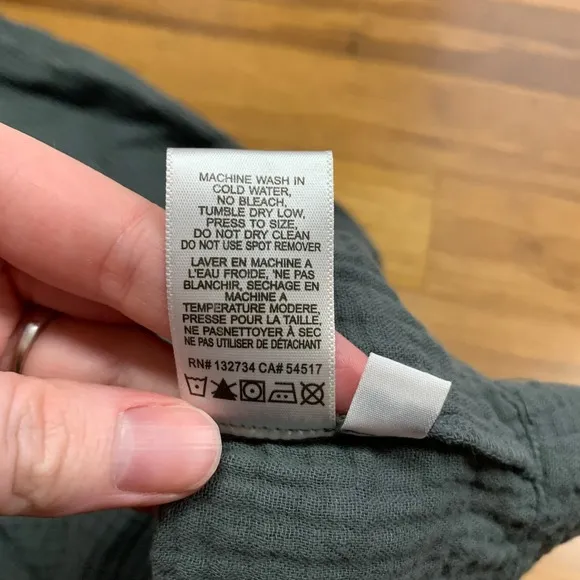 MACHINE WASH IN
COLD WATER,
NO BLEACH,
TUMBLE DRY LOW,
PRESS TO SIZE,
DO NOT DRY CLEAN
DO NOT USE SPOT REMOVER
LAVER EN MACHINE A
L'EAU FROIDE, 'NE PAS
BLANCHIR, SECHAGE EN
MACHINE A
TEMPERATURE MODERE,
PRESSE POUR LA TAILLE,
NE PASNETTOYER À SEC
NE PAS UTILISER DE DÉTACHANT
RN# 132734 CA# 54517